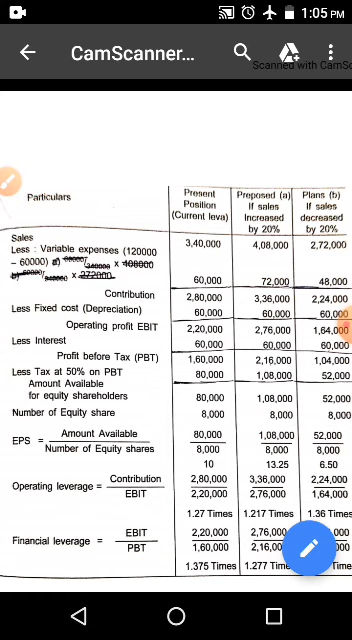 1:05 PM
CamScanner...
Scanned with CamSc
Particulars
Present Position (Current leva)
Proposed (a) If sales Increased by 20%
Plans (b) If sales decreased by 20%
Sales 3,40,000 4,08,000 2,72,000
Less : Variable expenses (120000
– 60000) a) x 408000
b) x 272000 60,000 72,000 48,000
Contribution 2,80,000 3,36,000 2,24,000
Less Fixed cost (Depreciation) 60,000 60,000 60,000
Operating profit EBIT 2,20,000 2,76,000 1,64,000
Less Interest 60,000 60,000 60,000
Profit before Tax (PBT) 1,60,000 2,16,000 1,04,000
Less Tax at 50% on PBT 80,000 1,08,000 52,000
Amount Available
for equity shareholders 80,000 1,08,000 52,000
Number of Equity share 8,000 8,000 8,000
EPS = Amount Available / Number of Equity shares 80,000 / 8,000 1,08,000 / 8,000 52,000 / 8,000
10 13.25 6.50
Operating leverage = Contribution / EBIT 2,80,000 / 2,20,000 3,36,000 / 2,76,000 2,24,000 / 1,64,000
1.27 Times 1.217 Times 1.36 Times
Financial leverage = EBIT / PBT 2,20,000 / 1,60,000 2,76,000 / 2,16,00
1.375 Times 1.277 Time Time